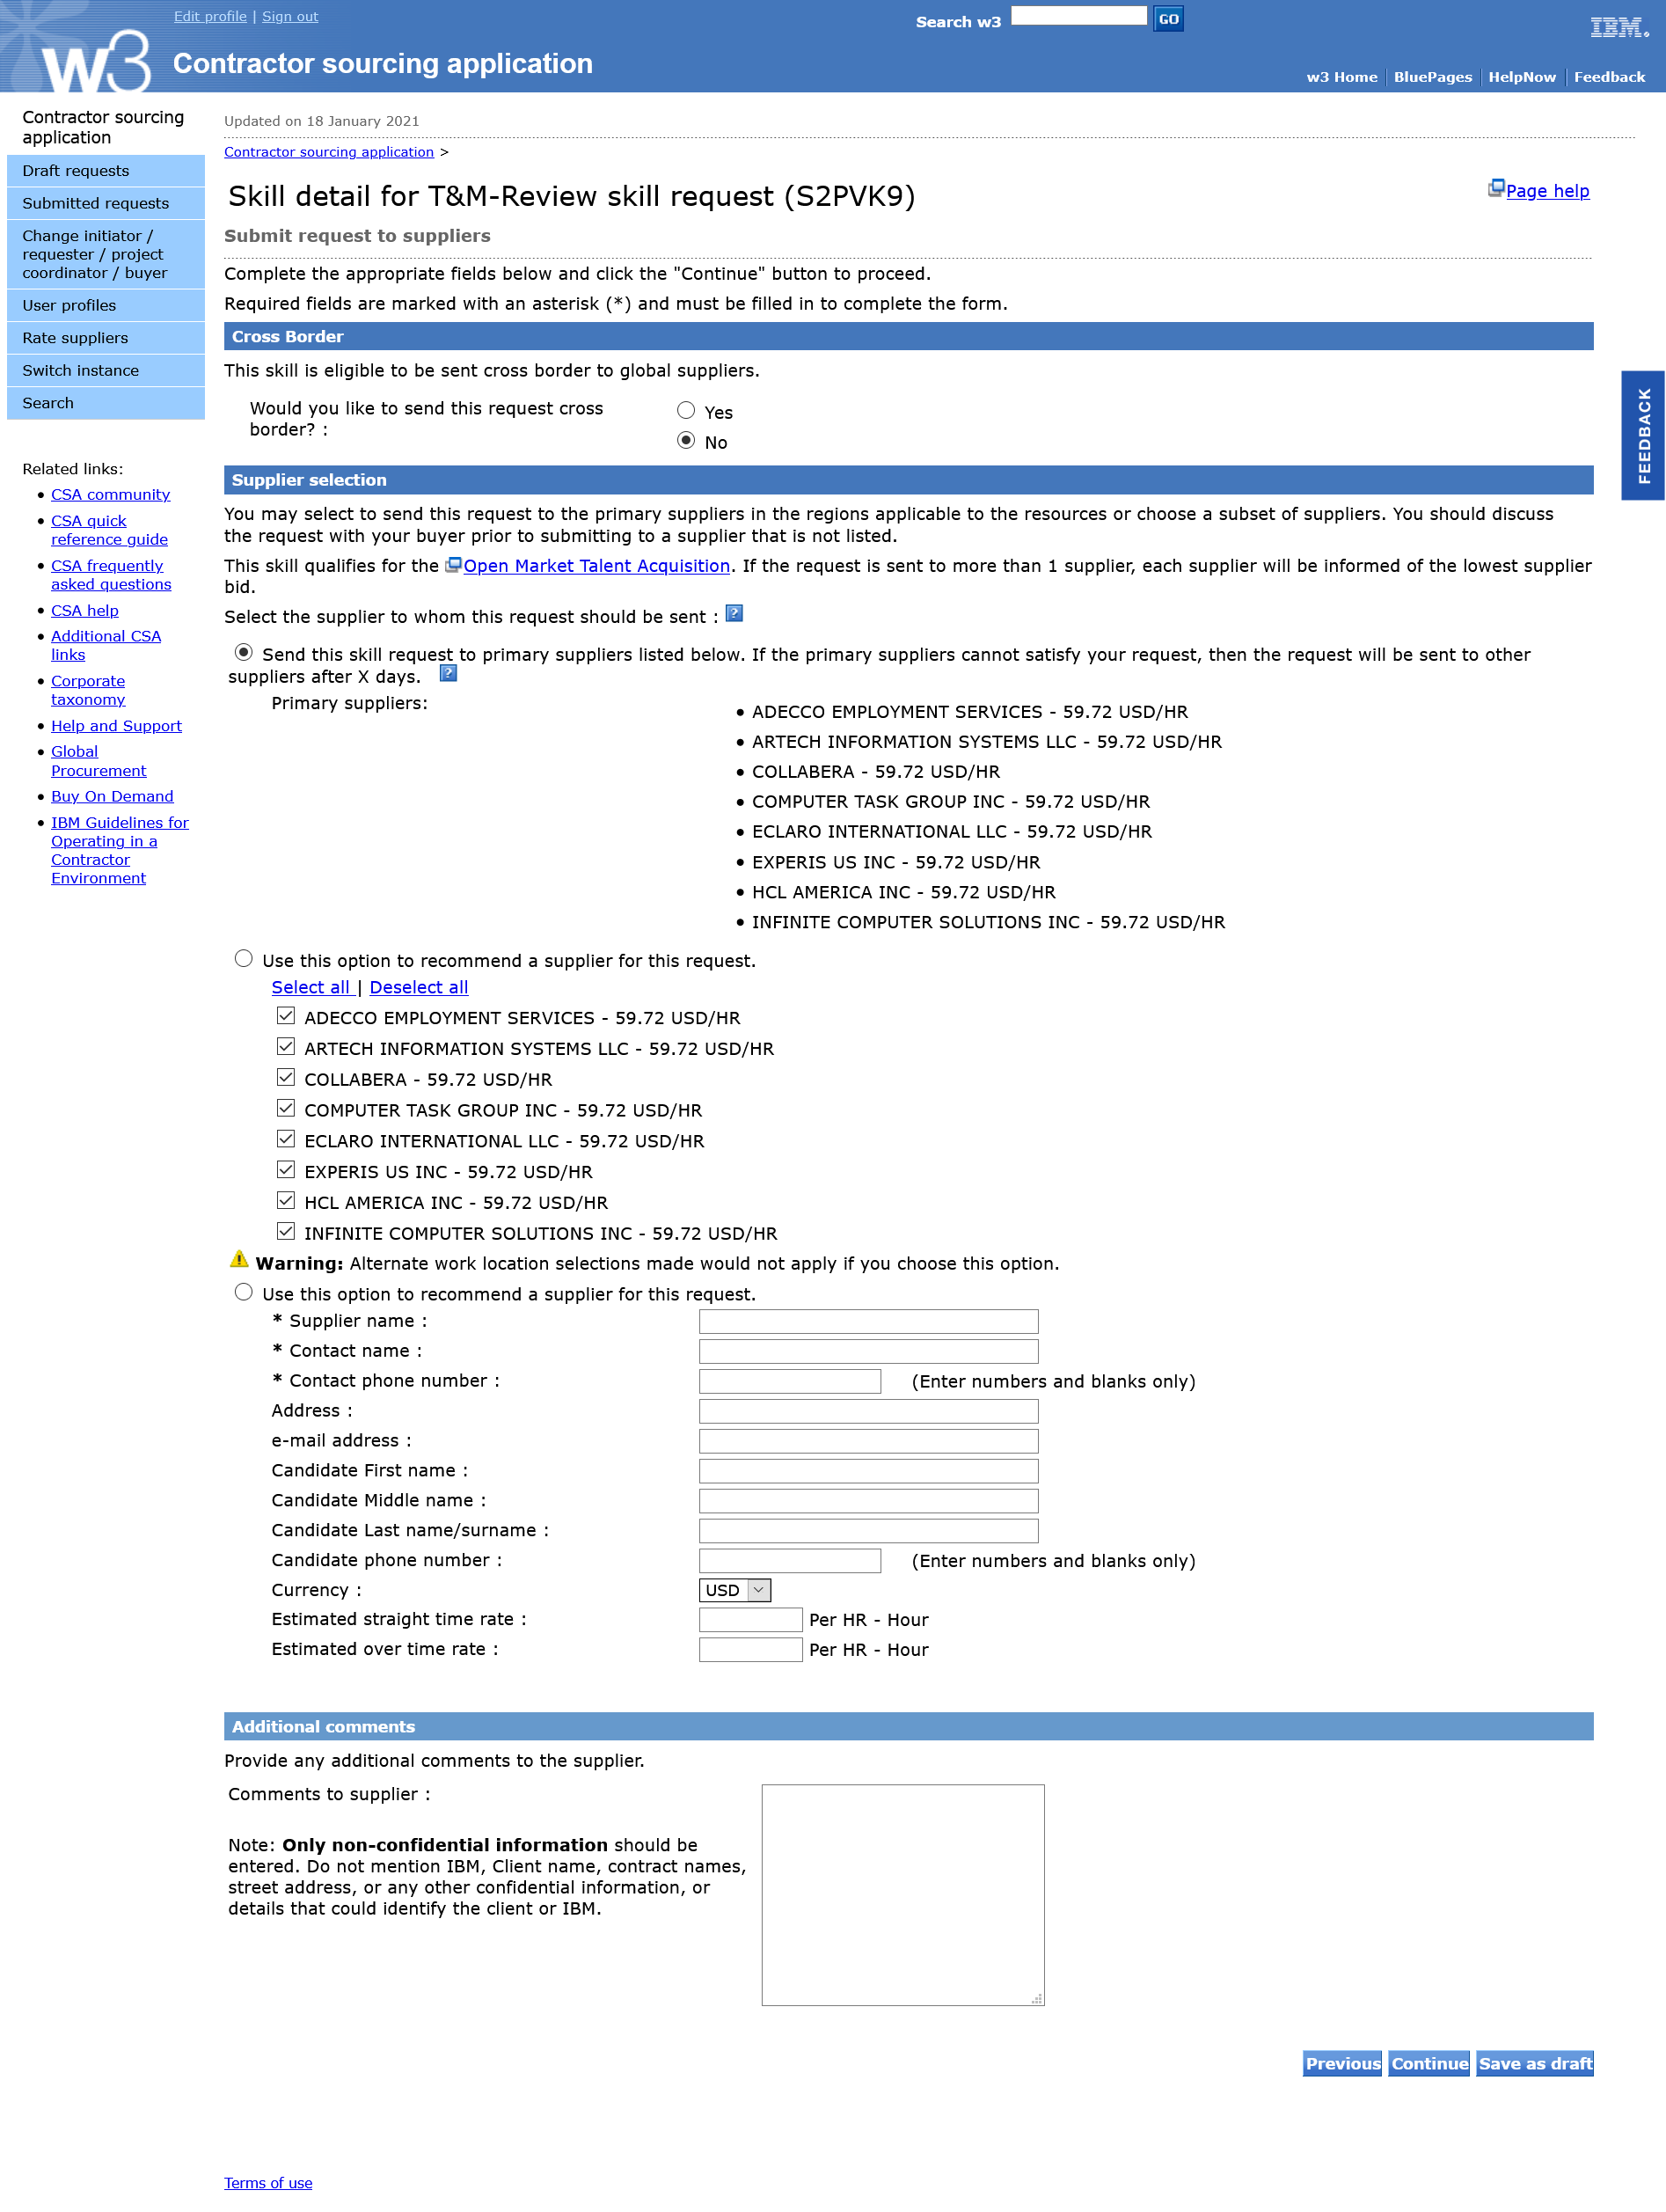 Edit profile | Sign out
Search w3
GO
IBM.
w3
Contractor sourcing application
w3 Home
BluePages
HelpNow
Feedback
Contractor sourcing
application
Draft requests
Submitted requests
Change initiator /
requester / project
coordinator / buyer
User profiles
Rate suppliers
Switch instance
Search
Related links:
CSA community
CSA quick
reference guide
CSA frequently
asked questions
CSA help
Additional CSA
links
Corporate
taxonomy
Help and Support
Global
Procurement
Buy On Demand
IBM Guidelines for
Operating in a
Contractor
Environment
Updated on 18 January 2021
Contractor sourcing application >
Skill detail for T&M-Review skill request (S2PVK9)
Page help
Submit request to suppliers
Complete the appropriate fields below and click the "Continue" button to proceed.
Required fields are marked with an asterisk (*) and must be filled in to complete the form.
Cross Border
This skill is eligible to be sent cross border to global suppliers.
Would you like to send this request cross
border? :
Yes
No
FEEDBACK
Supplier selection
You may select to send this request to the primary suppliers in the regions applicable to the resources or choose a subset of suppliers. You should discuss
the request with your buyer prior to submitting to a supplier that is not listed.
This skill qualifies for the Open Market Talent Acquisition. If the request is sent to more than 1 supplier, each supplier will be informed of the lowest supplier
bid.
Select the supplier to whom this request should be sent : ?
Send this skill request to primary suppliers listed below. If the primary suppliers cannot satisfy your request, then the request will be sent to other
suppliers after X days. ?
Primary suppliers:
ADECCO EMPLOYMENT SERVICES - 59.72 USD/HR
ARTECH INFORMATION SYSTEMS LLC - 59.72 USD/HR
COLLABERA - 59.72 USD/HR
COMPUTER TASK GROUP INC - 59.72 USD/HR
ECLARO INTERNATIONAL LLC - 59.72 USD/HR
EXPERIS US INC - 59.72 USD/HR
HCL AMERICA INC - 59.72 USD/HR
INFINITE COMPUTER SOLUTIONS INC - 59.72 USD/HR
Use this option to recommend a supplier for this request.
Select all | Deselect all
ADECCO EMPLOYMENT SERVICES - 59.72 USD/HR
ARTECH INFORMATION SYSTEMS LLC - 59.72 USD/HR
COLLABERA - 59.72 USD/HR
COMPUTER TASK GROUP INC - 59.72 USD/HR
ECLARO INTERNATIONAL LLC - 59.72 USD/HR
EXPERIS US INC - 59.72 USD/HR
HCL AMERICA INC - 59.72 USD/HR
INFINITE COMPUTER SOLUTIONS INC - 59.72 USD/HR
Warning: Alternate work location selections made would not apply if you choose this option.
Use this option to recommend a supplier for this request.
* Supplier name :
* Contact name :
* Contact phone number : (Enter numbers and blanks only)
Address :
e-mail address :
Candidate First name :
Candidate Middle name :
Candidate Last name/surname :
Candidate phone number : (Enter numbers and blanks only)
Currency : USD
Estimated straight time rate : Per HR - Hour
Estimated over time rate : Per HR - Hour
Additional comments
Provide any additional comments to the supplier.
Comments to supplier :
Note: Only non-confidential information should be
entered. Do not mention IBM, Client name, contract names,
street address, or any other confidential information, or
details that could identify the client or IBM.
Previous
Continue
Save as draft
Terms of use